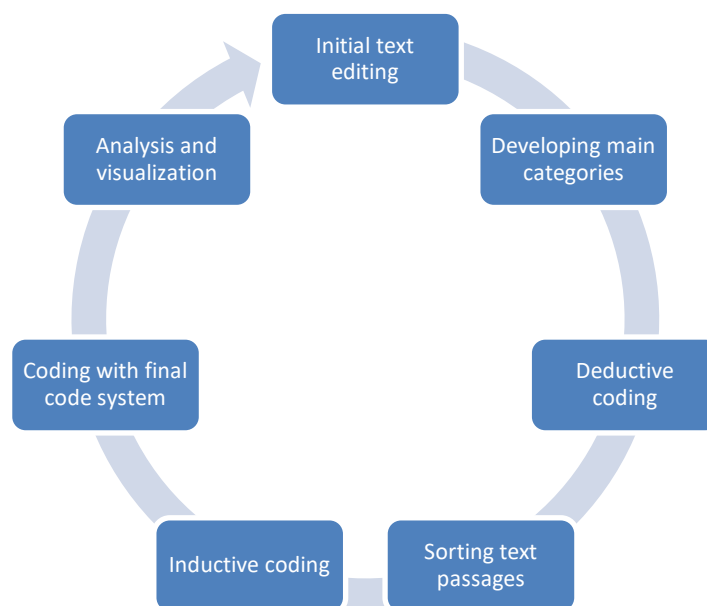 Initial text
editing
Developing main
categories
Deductive
coding
Sorting text
passages
Inductive coding
Coding with final
code system
Analysis and
visualization